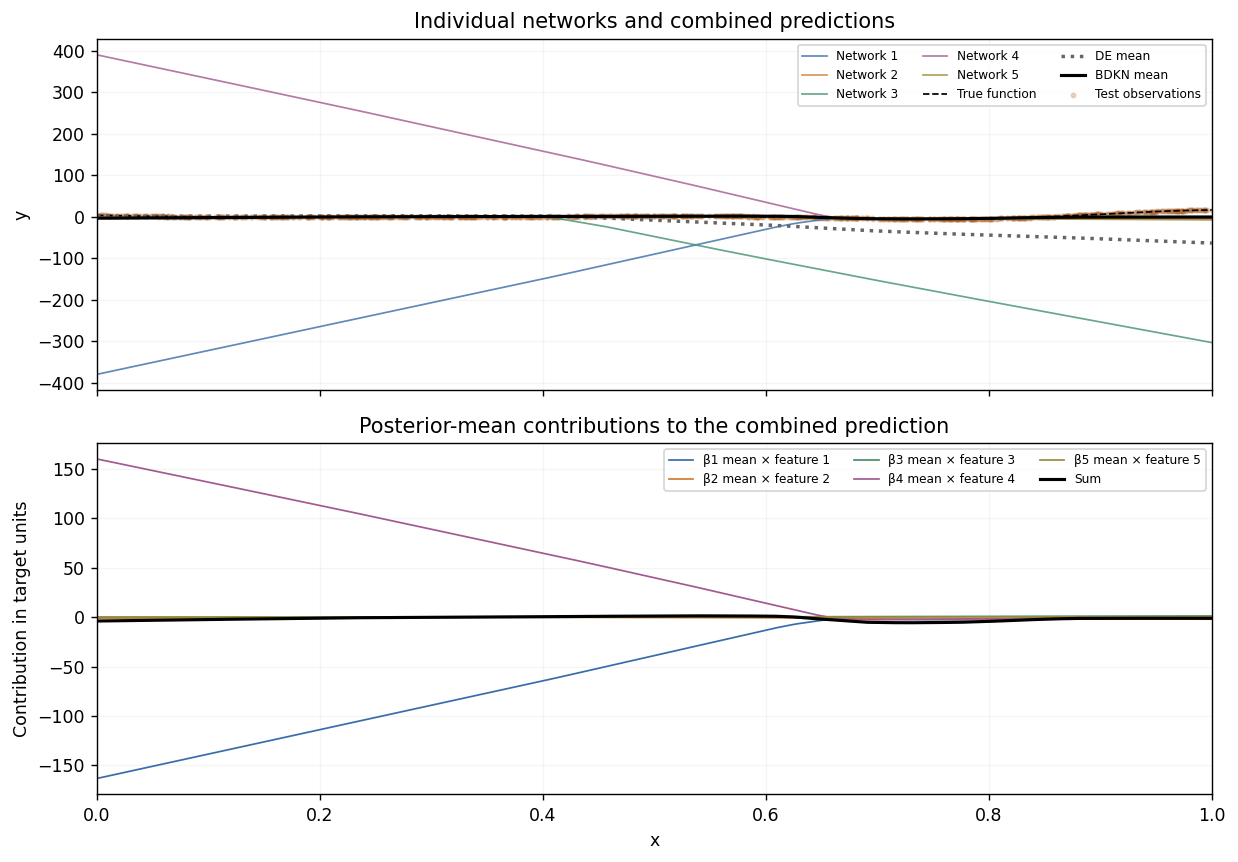 Individual networks and combined predictions
Network 1
Network 2
Network 3
Network 4
Network 5
True function
DE mean
BDKN mean
Test observations
400
300
200
100
0
−100
−200
−300
−400
y
Posterior-mean contributions to the combined prediction
β1 mean × feature 1
β2 mean × feature 2
β3 mean × feature 3
β4 mean × feature 4
β5 mean × feature 5
Sum
150
100
50
0
−50
−100
−150
Contribution in target units
0.0 0.2 0.4 0.6 0.8 1.0
x